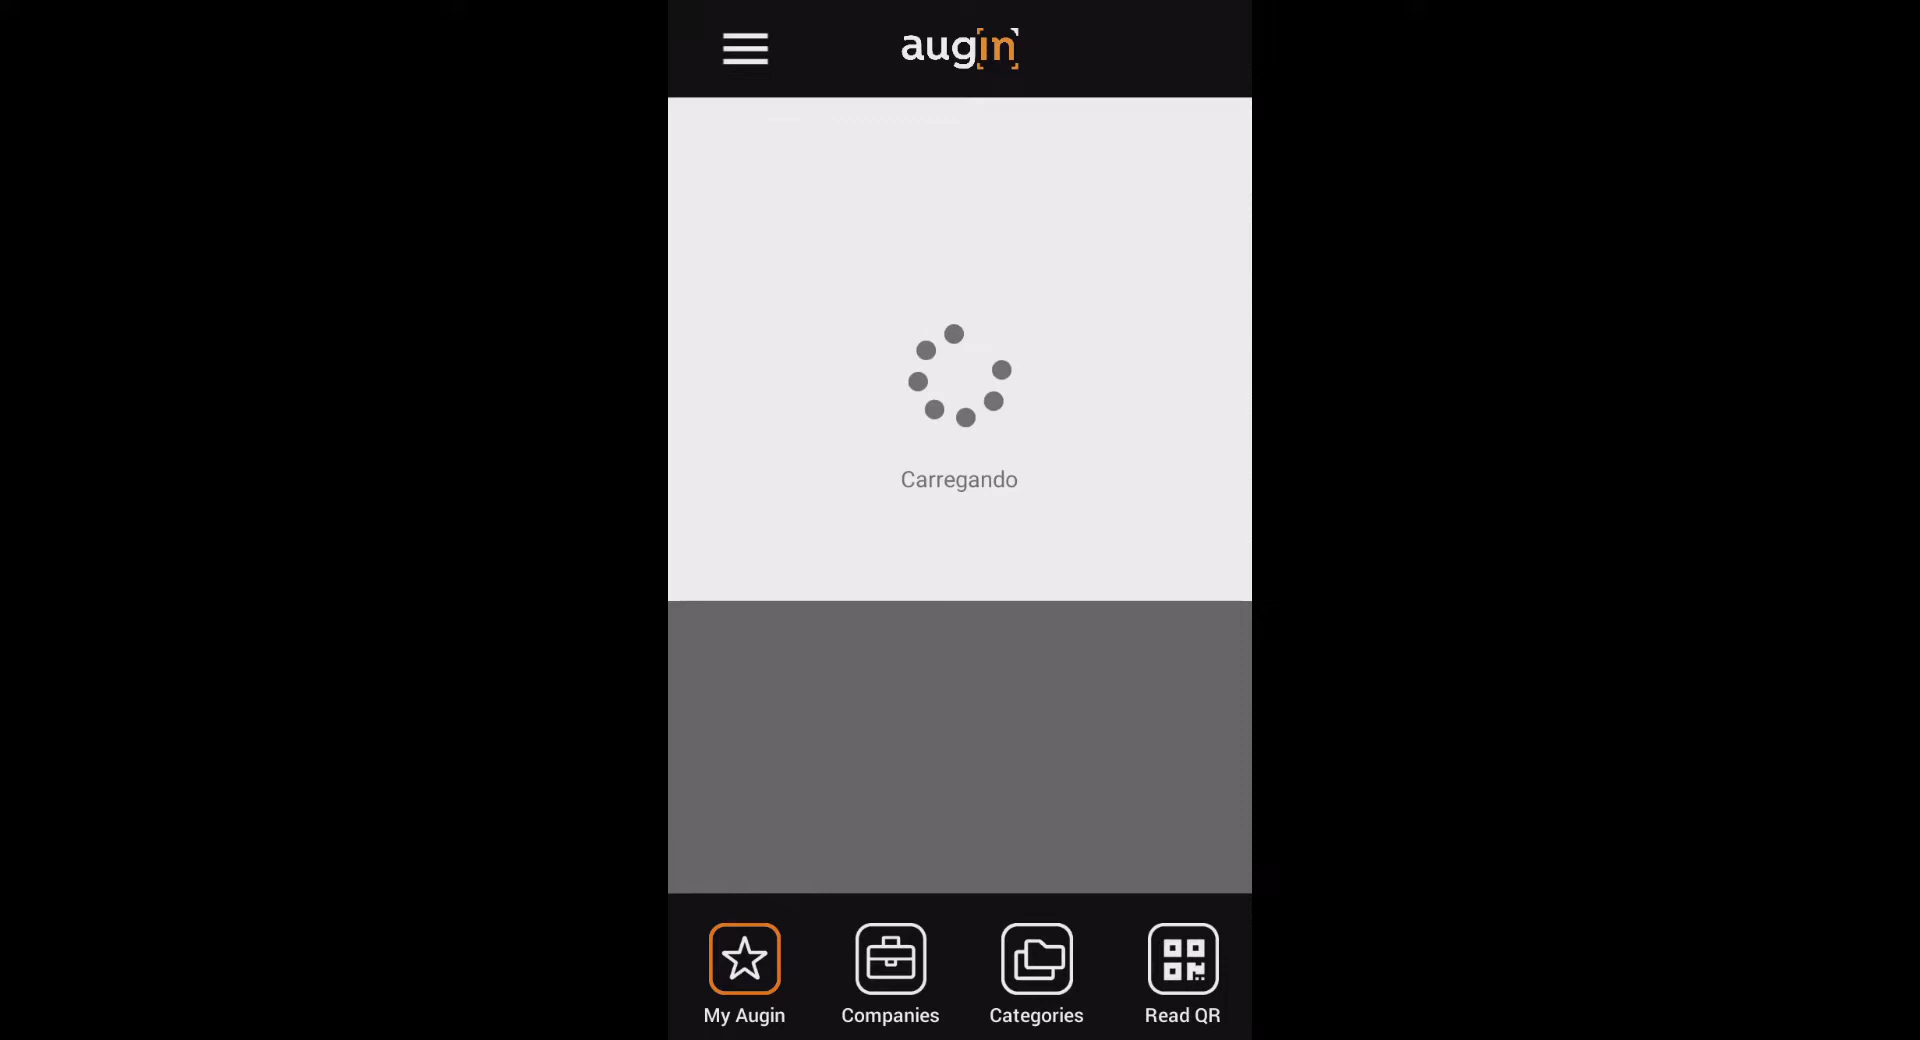 augin
Carregando
My Augin
Companies
Categories
Read QR